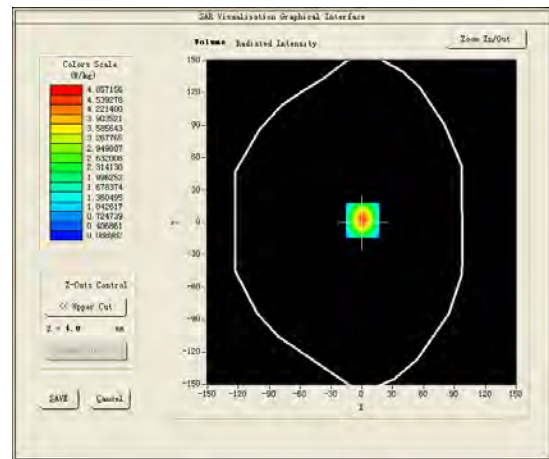 SAR Visualisation Graphical Interface
Volume Radiated Intensity
Zoom In/Out
Colors Scale
(W/kg)
4.857156
4.539278
4.221400
3.903521
3.585643
3.267765
2.949887
2.632008
2.314130
1.996252
1.678374
1.360495
1.042617
0.724739
0.406861
0.088982
Z-Cuts Control
<< Upper Cut
Z = 4.0 mm
SAVE Cancel
150
120
90
60
30
0
-30
-60
-90
-120
-150
Y
-150 -120 -90 -60 -30 0 30 60 90 120 150
X